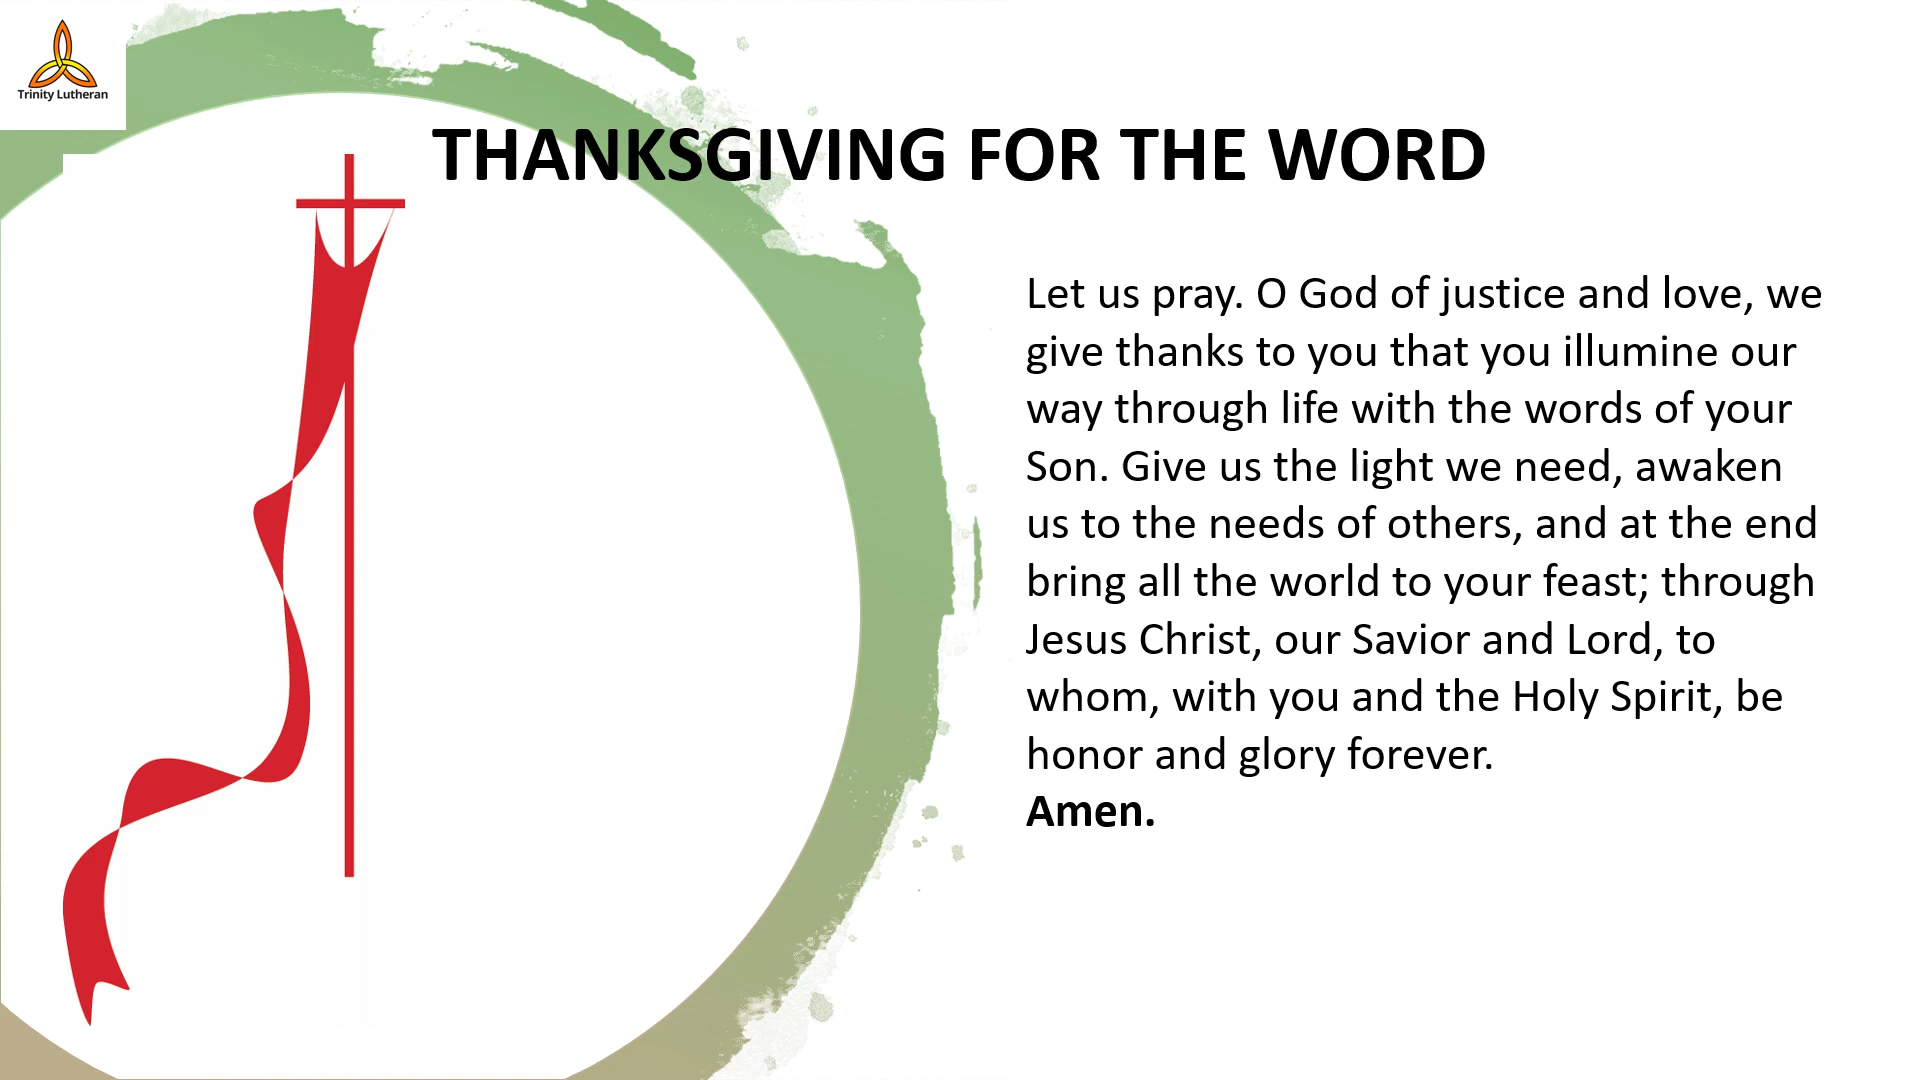 Trinity Lutheran
THANKSGIVING FOR THE WORD
Let us pray. O God of justice and love, we
give thanks to you that you illumine our
way through life with the words of your
Son. Give us the light we need, awaken
us to the needs of others, and at the end
bring all the world to your feast; through
Jesus Christ, our Savior and Lord, to
whom, with you and the Holy Spirit, be
honor and glory forever.
Amen.